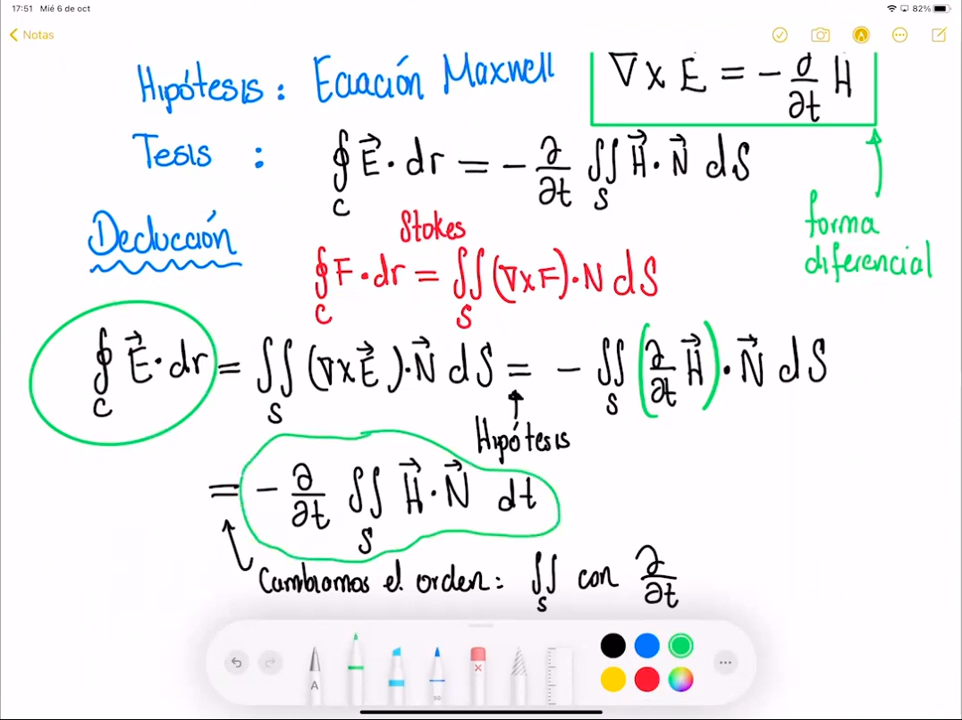 17:51 Mié 6 de oct 82%
Notas
Hipótesis: Ecuación Maxwell ∇ x E = - ∂/∂t H
Tesis : ∮_C E⃗ · dr = - ∂/∂t ∬_S H⃗ · N⃗ dS
forma
diferencial
Deducción
Stokes
∮_C F · dr = ∬_S (∇xF) · N dS
∮_C E⃗ · dr = ∬_S (∇xE⃗) · N⃗ dS = - ∬_S (∂/∂t H⃗) · N⃗ dS
Hipótesis
= - ∂/∂t ∬_S H⃗ · N⃗ dt
Cambiamos el orden: ∬_S con ∂/∂t
A
50